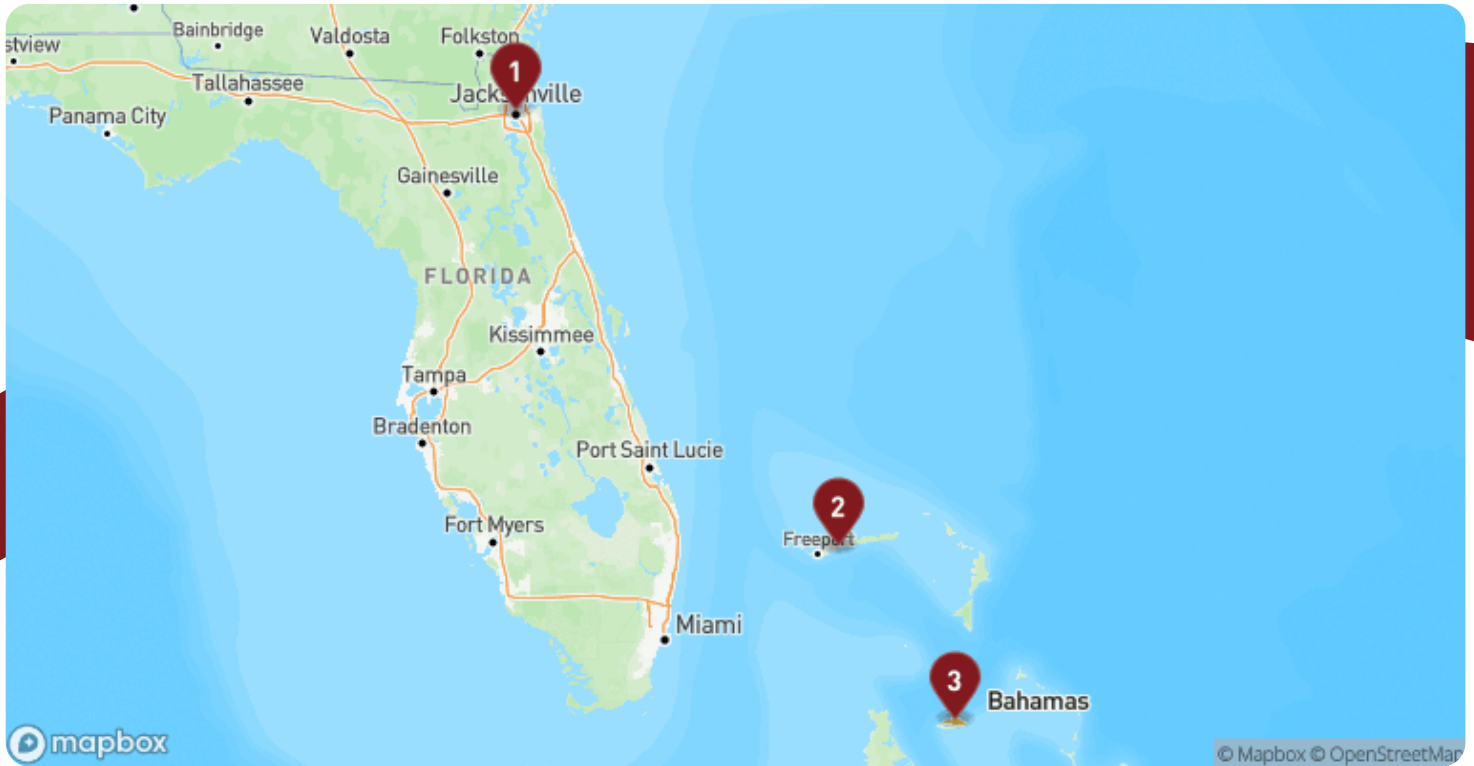 Bainbridge
Valdosta
Folkston
stview
1
Tallahassee
Jacksonville
Panama City
Gainesville
FLORIDA
Kissimmee
Tampa
Bradenton
Port Saint Lucie
2
Fort Myers
Freeport
Miami
3
Bahamas
mapbox
© Mapbox © OpenStreetMap